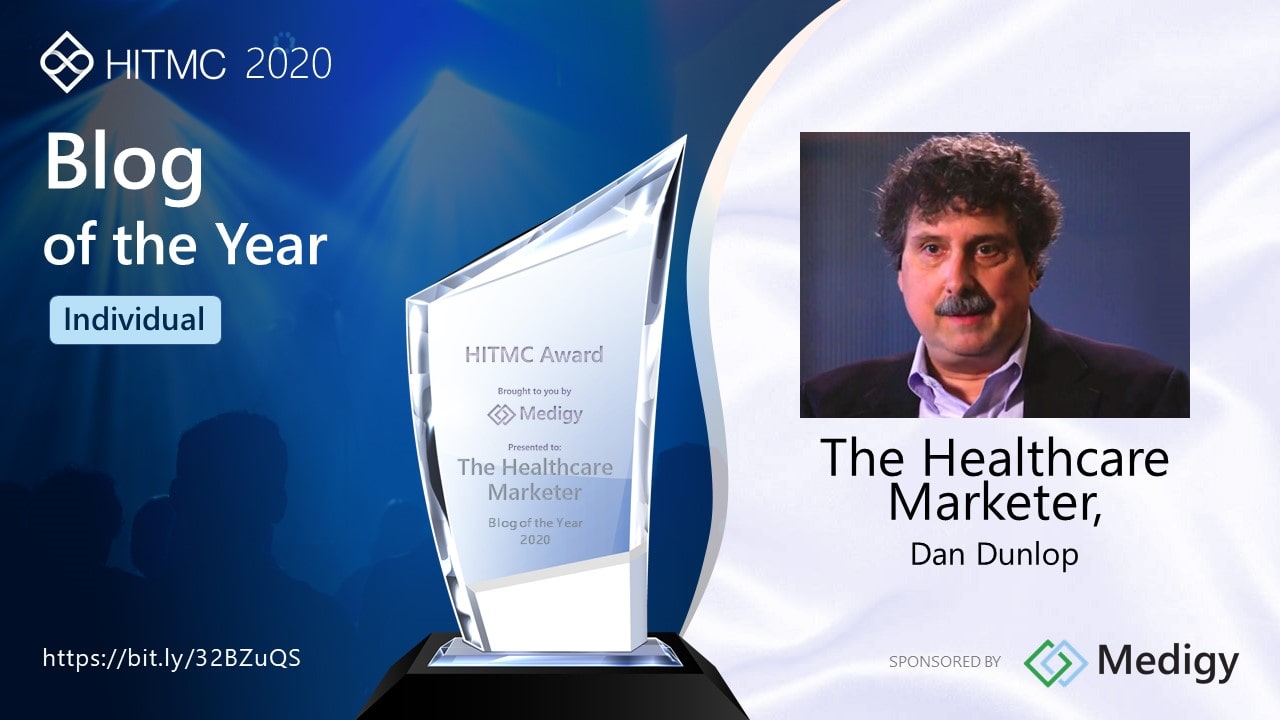 HITMC 2020
Blog
of the Year
Individual
HITMC Award
Brought to you by
Medigy
Presented to:
The Healthcare
Marketer
Blog of the Year
2020
https://bit.ly/32BZuQS
The Healthcare
Marketer,
Dan Dunlop
SPONSORED BY Medigy